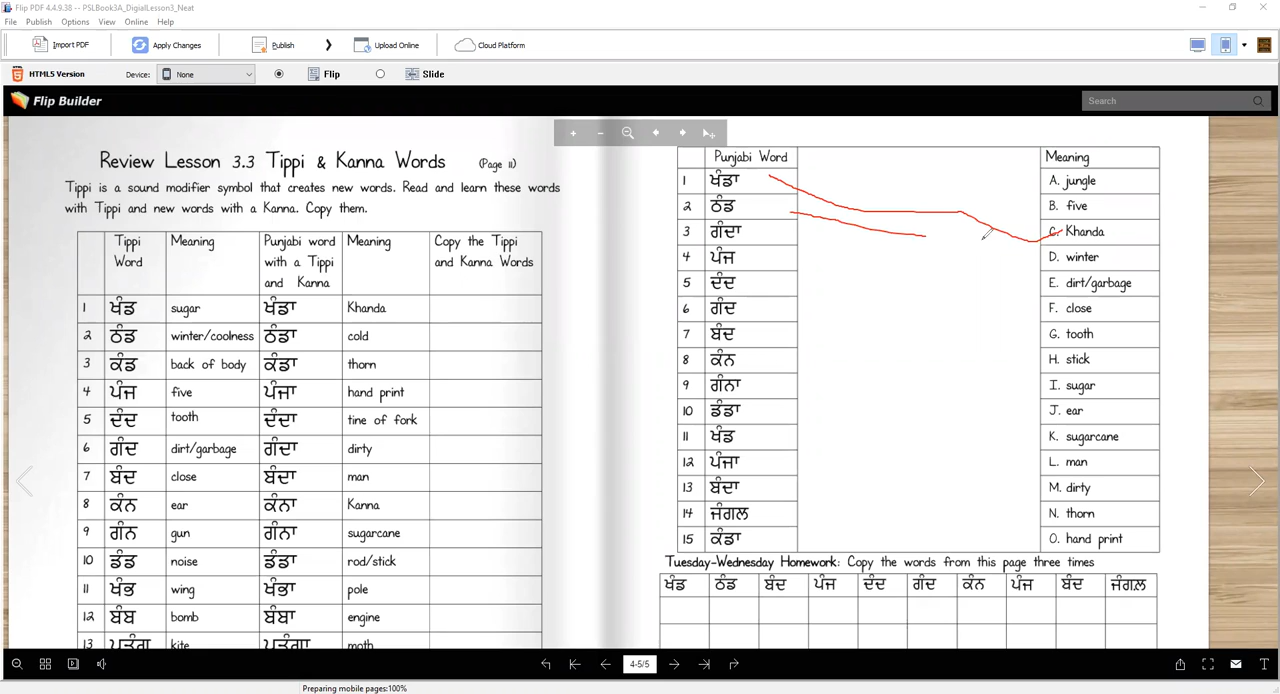 Flip PDF 4.4.9.38 -- PSLBook3A_DigialLesson3_Neat
File Publish Options View Online Help
Import PDF Apply Changes Publish Upload Online Cloud Platform
HTML5 Version Device: None Flip Slide
Flip Builder Search
Review Lesson 3.3 Tippi & Kanna Words (Page 11)
Tippi is a sound modifier symbol that creates new words. Read and learn these words
with Tippi and new words with a Kanna. Copy them.
Tippi Word Meaning Punjabi word with a Tippi and Kanna Meaning Copy the Tippi and Kanna Words
1 ਖੰਡ sugar ਖੰਡਾ Khanda
2 ਠੰਡ winter/coolness ਠੰਡਾ cold
3 ਕੰਡ back of body ਕੰਡਾ thorn
4 ਪੰਜ five ਪੰਜਾ hand print
5 ਦੰਦ tooth ਦੰਦਾ tine of fork
6 ਗੰਦ dirt/garbage ਗੰਦਾ dirty
7 ਬੰਦ close ਬੰਦਾ man
8 ਕੰਨ ear ਕੰਨਾ Kanna
9 ਗੰਨ gun ਗੰਨਾ sugarcane
10 ਡੰਡ noise ਡੰਡਾ rod/stick
11 ਖੰਭ wing ਖੰਭਾ pole
12 ਬੰਬ bomb ਬੰਬਾ engine
13 ਪਤੰਗ kite ਪਤੰਗਾ moth
Punjabi Word Meaning
1 ਖੰਡਾ A. jungle
2 ਠੰਡ B. five
3 ਗੰਦਾ C. Khanda
4 ਪੰਜ D. winter
5 ਦੰਦ E. dirt/garbage
6 ਗੰਦ F. close
7 ਬੰਦ G. tooth
8 ਕੰਨ H. stick
9 ਗੰਨਾ I. sugar
10 ਡੰਡਾ J. ear
11 ਖੰਡ K. sugarcane
12 ਪੰਜਾ L. man
13 ਬੰਦਾ M. dirty
14 ਜੰਗਲ N. thorn
15 ਕੰਡਾ O. hand print
Tuesday-Wednesday Homework: Copy the words from this page three times
ਖੰਡ ਠੰਡ ਬੰਦ ਪੰਜ ਦੰਦ ਗੰਦ ਕੰਨ ਪੰਜ ਬੰਦ ਜੰਗਲ
4-5/5
Preparing mobile pages:100%